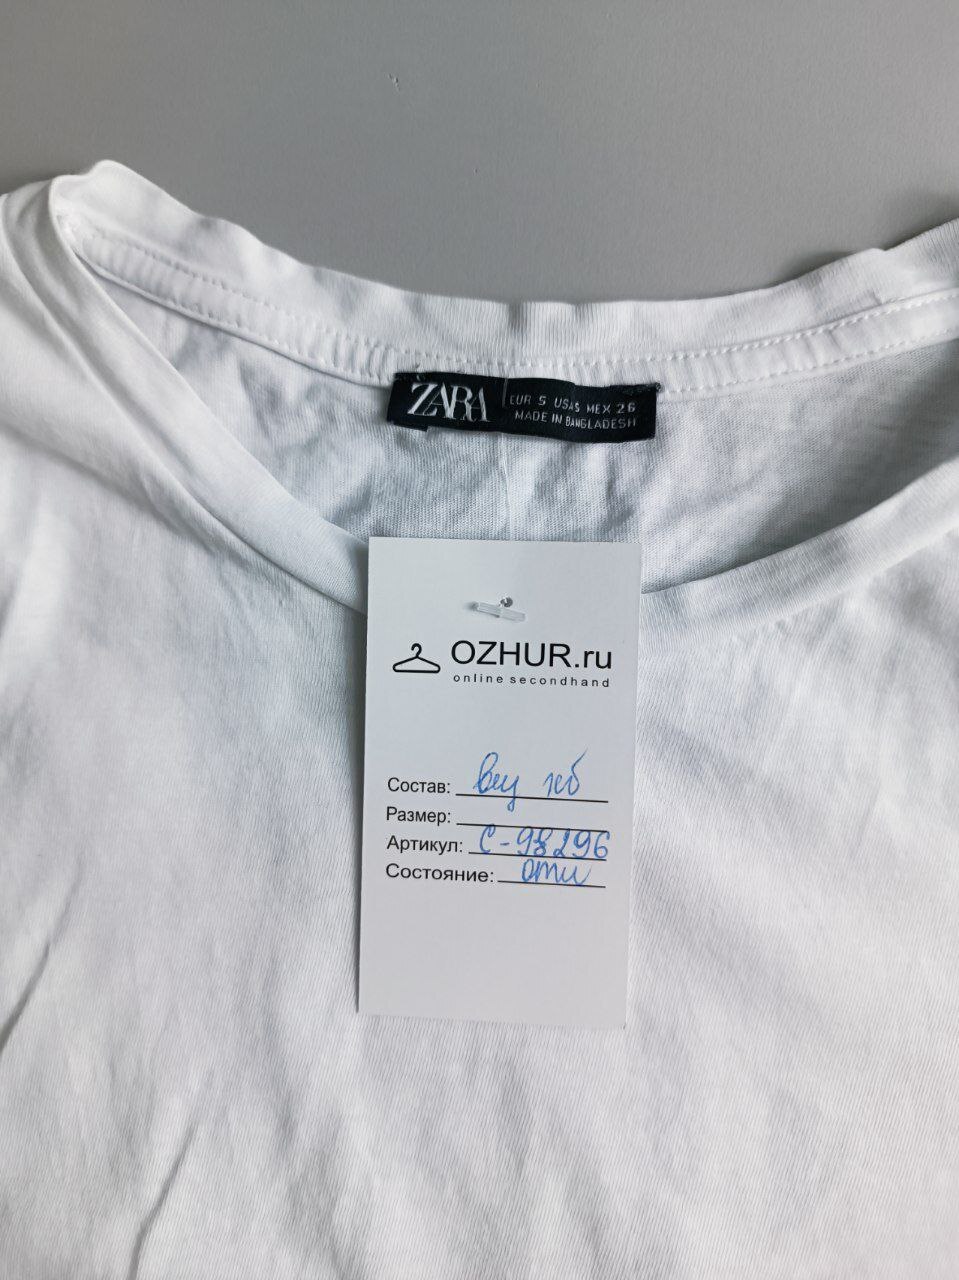 ZARA
EUR S USA S MEX 26
MADE IN BANGLADESH
OZHUR.ru
online secondhand
Состав: вещ хб
Размер:
Артикул: С-98296
Состояние: отл